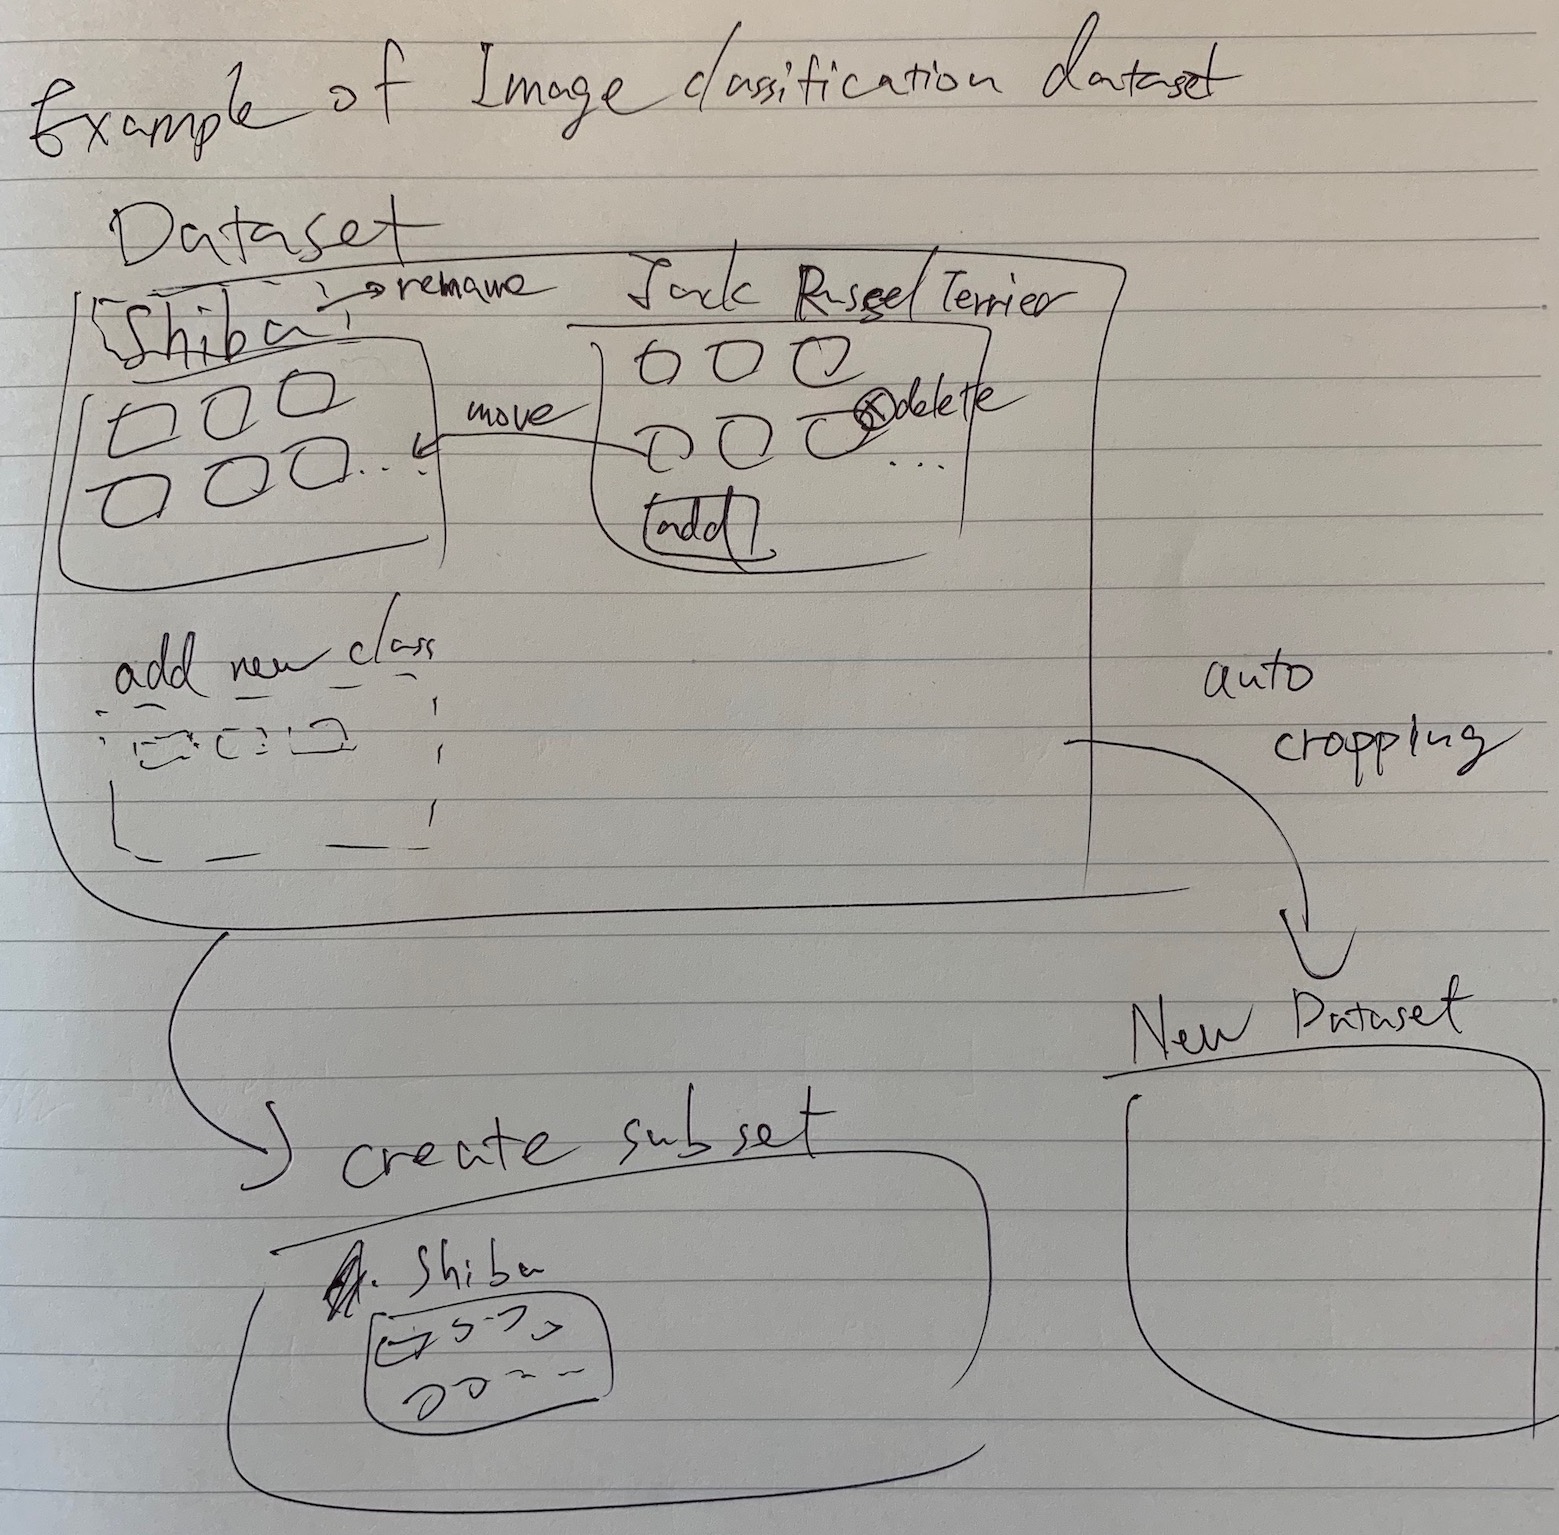 Example of Image classification dataset
Dataset
Shiba → rename
Jack Russel Terrier
move
delete
...
...
add
add new class
auto
cropping
New Dataset
create subset
Shiba